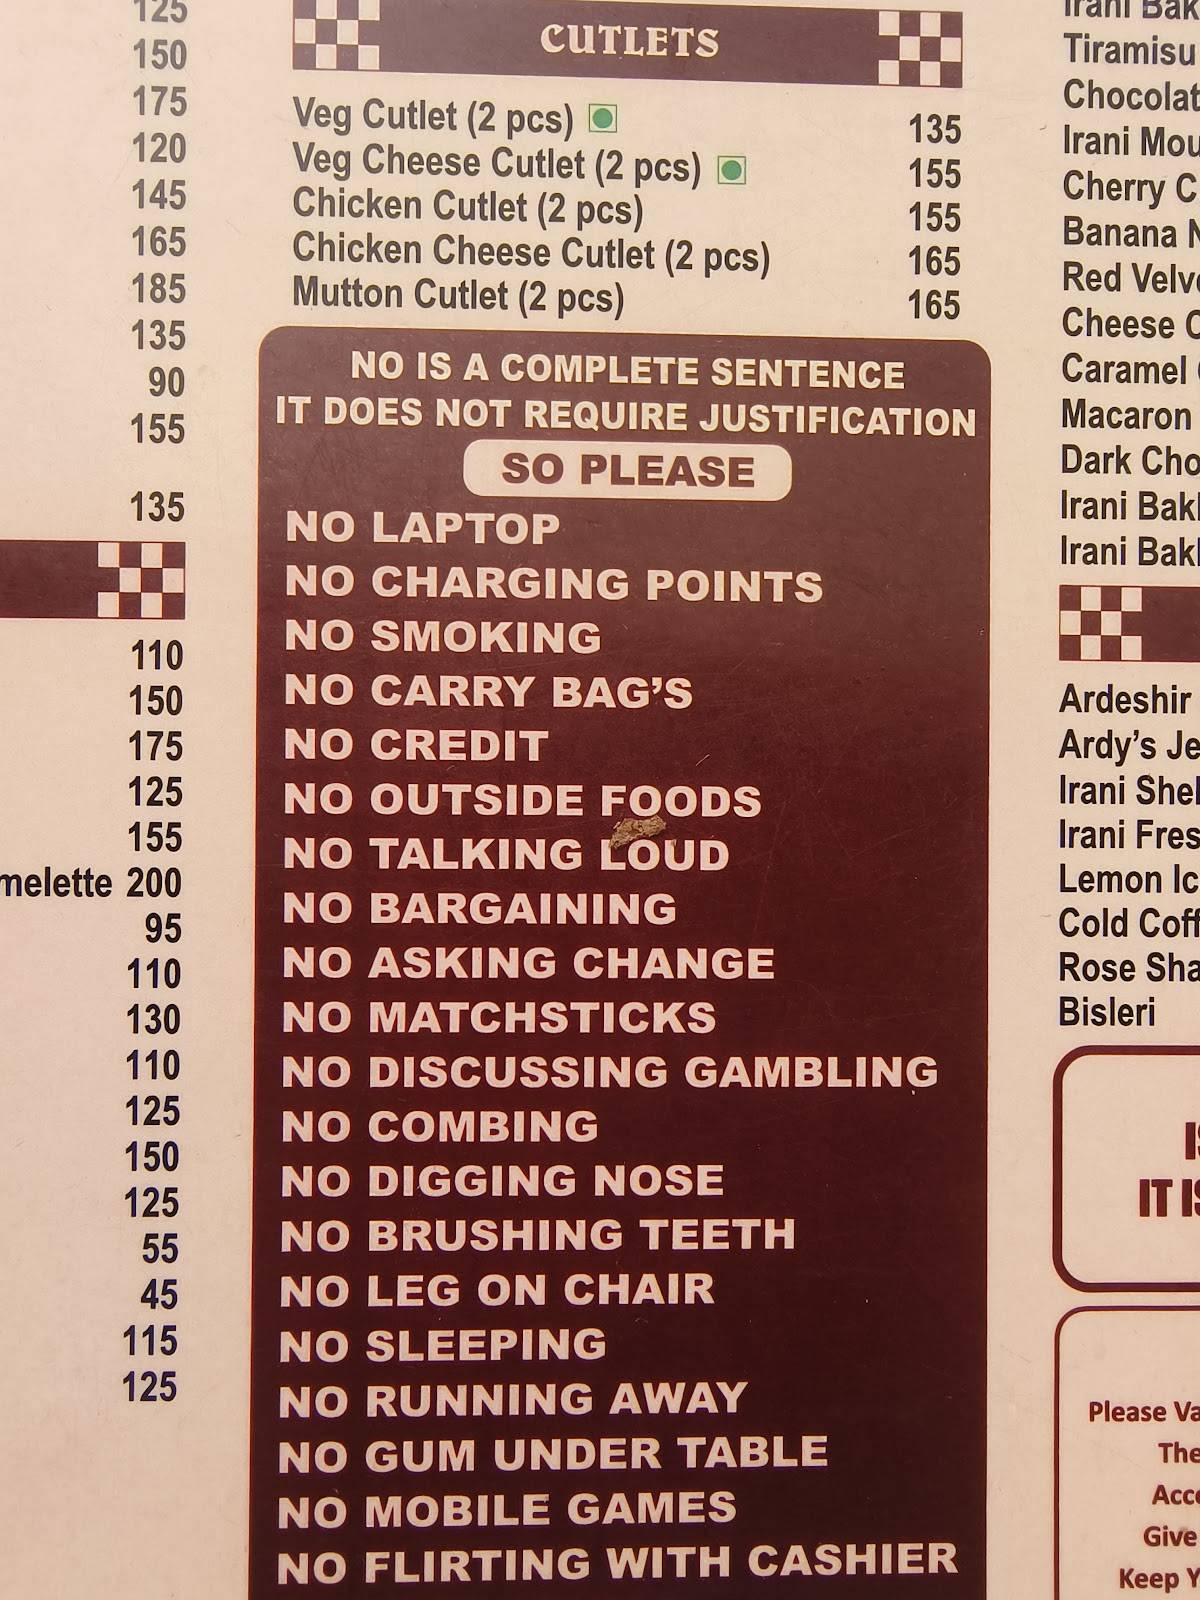 125
150
175
120
145
165
185
135
90
155
135
110
150
175
125
155
200
95
110
130
110
125
150
125
55
45
115
125
CUTLETS
Veg Cutlet (2 pcs) 135
Veg Cheese Cutlet (2 pcs) 155
Chicken Cutlet (2 pcs) 155
Chicken Cheese Cutlet (2 pcs) 165
Mutton Cutlet (2 pcs) 165
NO IS A COMPLETE SENTENCE
IT DOES NOT REQUIRE JUSTIFICATION
SO PLEASE
NO LAPTOP
NO CHARGING POINTS
NO SMOKING
NO CARRY BAG'S
NO CREDIT
NO OUTSIDE FOODS
NO TALKING LOUD
NO BARGAINING
NO ASKING CHANGE
NO MATCHSTICKS
NO DISCUSSING GAMBLING
NO COMBING
NO DIGGING NOSE
NO BRUSHING TEETH
NO LEG ON CHAIR
NO SLEEPING
NO RUNNING AWAY
NO GUM UNDER TABLE
NO MOBILE GAMES
NO FLIRTING WITH CASHIER
Irani
Tiramisu
Irani
Cherry
Banana
Red
Cheese
Caramel
Macaron
Dark
Irani
Irani
Ardeshir
Ardy's
Irani
Irani
Lemon
Cold
Rose
Bisleri
IT
Please
Give
Keep